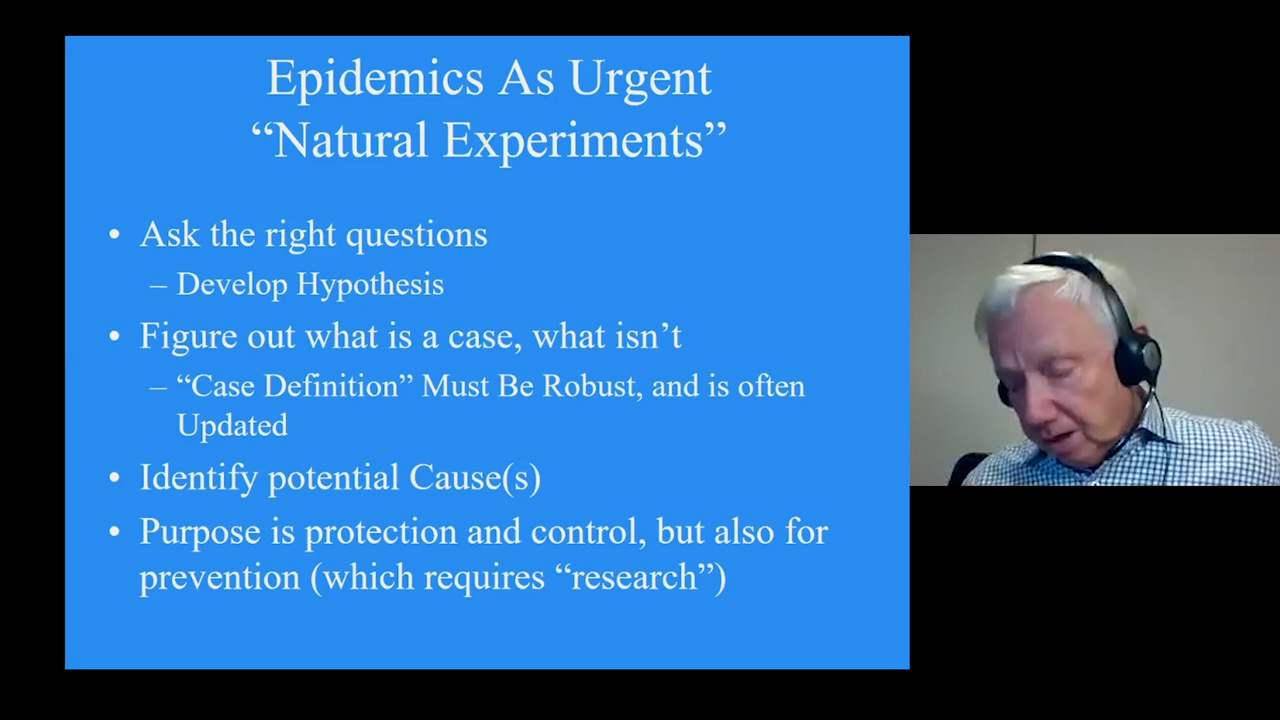 Epidemics As Urgent
“Natural Experiments”
• Ask the right questions
– Develop Hypothesis
• Figure out what is a case, what isn’t
– “Case Definition” Must Be Robust, and is often
Updated
• Identify potential Cause(s)
• Purpose is protection and control, but also for
prevention (which requires “research”)